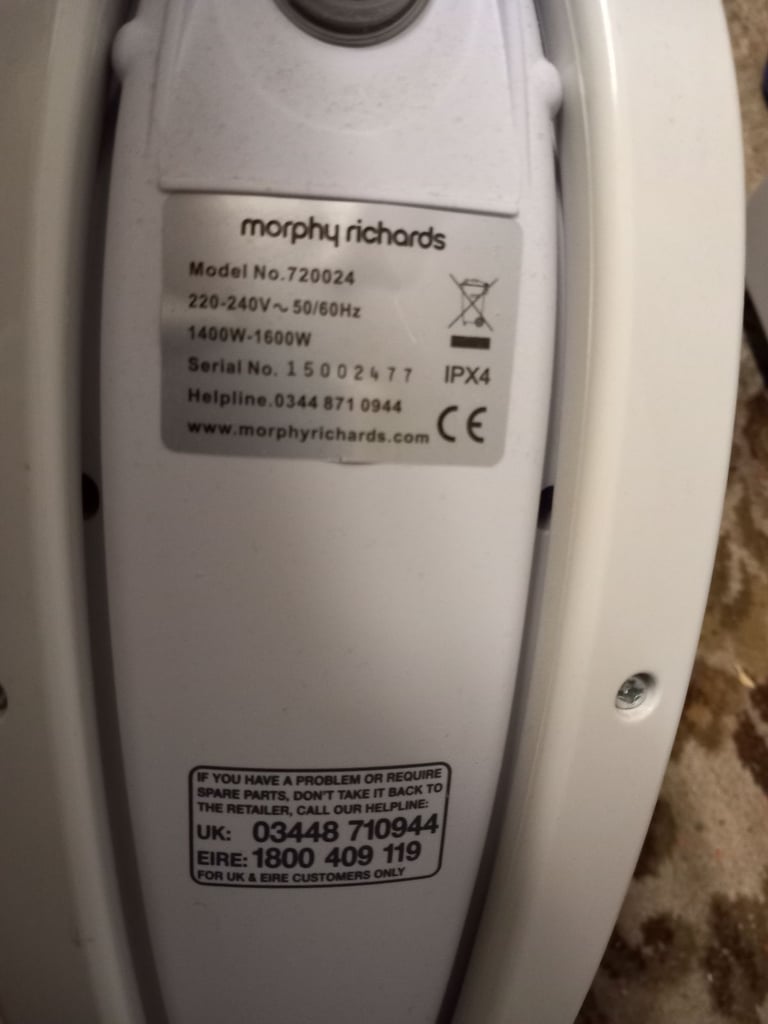 morphy richards
Model No.720024
220-240V~ 50/60Hz
1400W-1600W
Serial No. 15002477
IPX4
Helpline.0344 871 0944
www.morphyrichards.com
CE
IF YOU HAVE A PROBLEM OR REQUIRE
SPARE PARTS, DON'T TAKE IT BACK TO
THE RETAILER, CALL OUR HELPLINE:
UK: 03448 710944
EIRE: 1800 409 119
FOR UK & EIRE CUSTOMERS ONLY